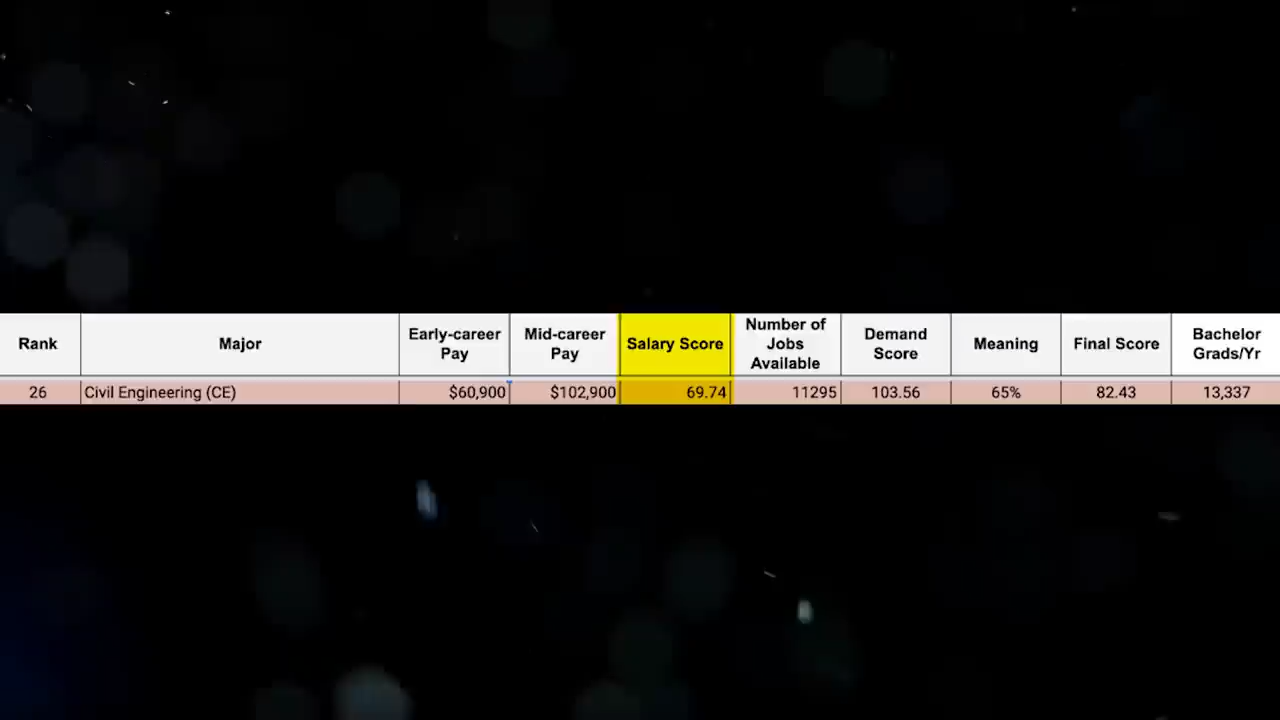 Rank Major Early-career Pay Mid-career Pay Salary Score Number of Jobs Available Demand Score Meaning Final Score Bachelor Grads/Yr
26 Civil Engineering (CE) $60,900 $102,900 69.74 11295 103.56 65% 82.43 13,337